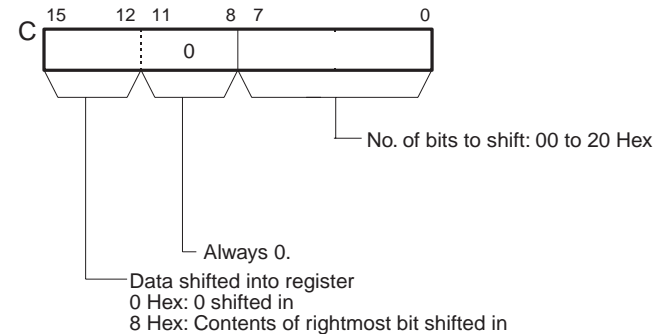 15 12 11 8 7 0
C
0
No. of bits to shift: 00 to 20 Hex
Always 0.
Data shifted into register
0 Hex: 0 shifted in
8 Hex: Contents of rightmost bit shifted in